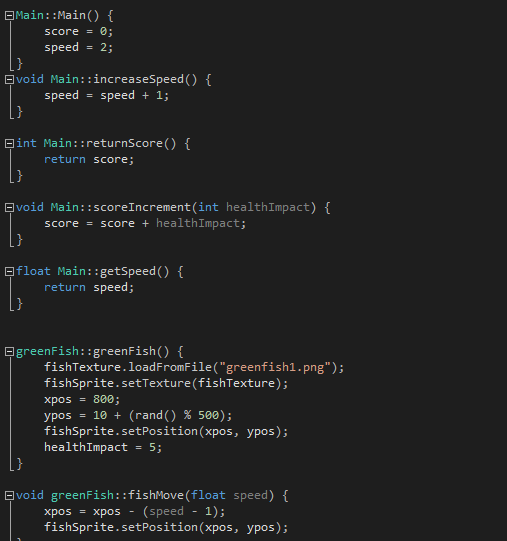 Main::Main() {
    score = 0;
    speed = 2;
}
void Main::increaseSpeed() {
    speed = speed + 1;
}
int Main::returnScore() {
    return score;
}
void Main::scoreIncrement(int healthImpact) {
    score = score + healthImpact;
}
float Main::getSpeed() {
    return speed;
}
greenFish::greenFish() {
    fishTexture.loadFromFile("greenfish1.png");
    fishSprite.setTexture(fishTexture);
    xpos = 800;
    ypos = 10 + (rand() % 500);
    fishSprite.setPosition(xpos, ypos);
    healthImpact = 5;
}
void greenFish::fishMove(float speed) {
    xpos = xpos - (speed - 1);
    fishSprite.setPosition(xpos, ypos);